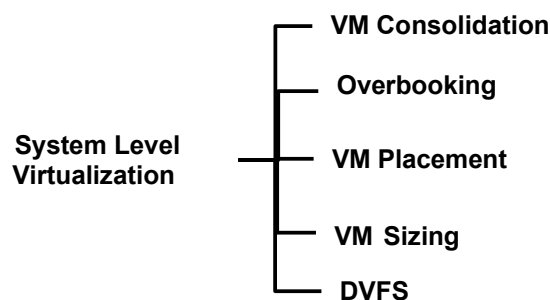 VM Consolidation
Overbooking
System Level
Virtualization
VM Placement
VM Sizing
DVFS